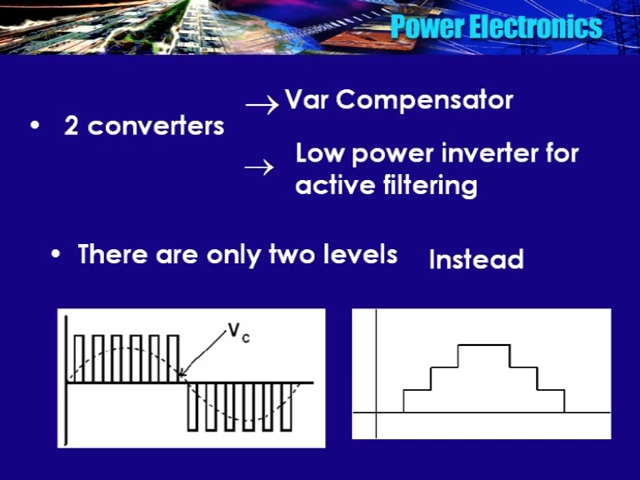 Power Electronics
→ Var Compensator
• 2 converters
→ Low power inverter for
active filtering
• There are only two levels Instead
Vc